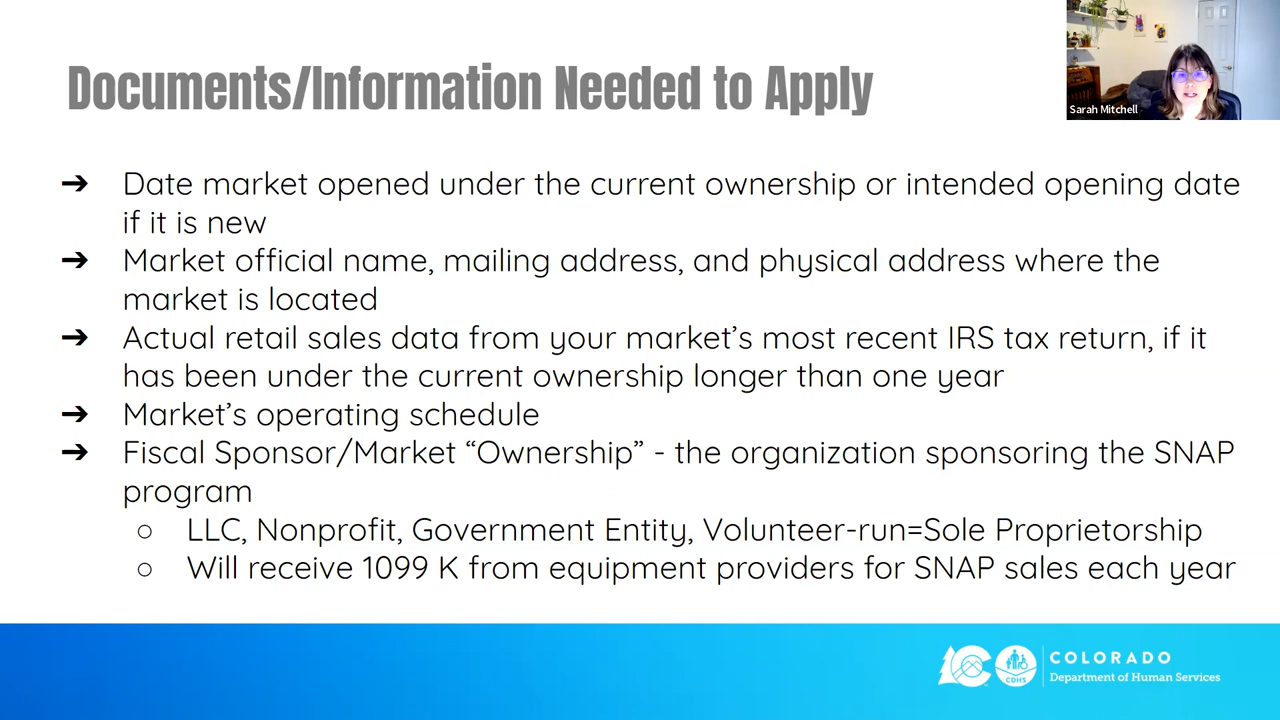 Documents/Information Needed to Apply
Sarah Mitchell
➔ Date market opened under the current ownership or intended opening date
if it is new
➔ Market official name, mailing address, and physical address where the
market is located
➔ Actual retail sales data from your market’s most recent IRS tax return, if it
has been under the current ownership longer than one year
➔ Market’s operating schedule
➔ Fiscal Sponsor/Market “Ownership” - the organization sponsoring the SNAP
program
○ LLC, Nonprofit, Government Entity, Volunteer-run=Sole Proprietorship
○ Will receive 1099 K from equipment providers for SNAP sales each year
CDHS
COLORADO
Department of Human Services